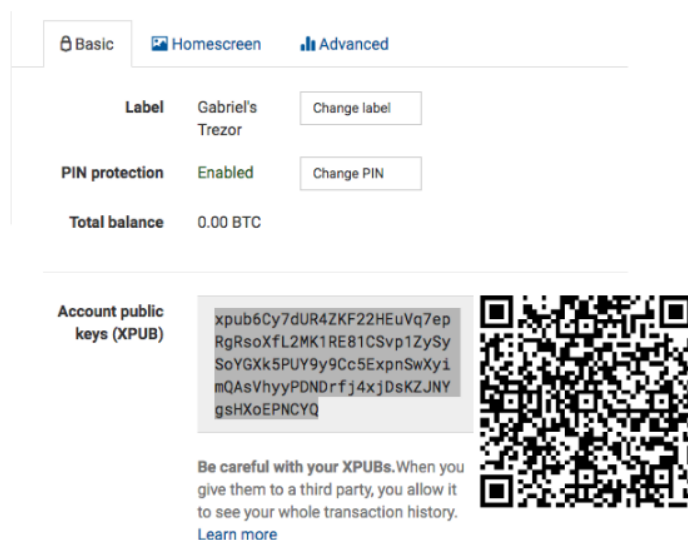 Basic Homescreen Advanced
Label Gabriel's Change label
Trezor
PIN protection Enabled Change PIN
Total balance 0.00 BTC
Account public
keys (XPUB)
xpub6Cy7dUR4ZKF22HEuVq7ep
RgRsoXfL2MK1RE81CSvp1ZySy
SoYGXk5PUY9y9Cc5ExpnSwXyi
mQAsVhyyPDNDrfj4xjDsKZJNY
gsHXoEPNCYQ
Be careful with your XPUBs.When you
give them to a third party, you allow it
to see your whole transaction history.
Learn more